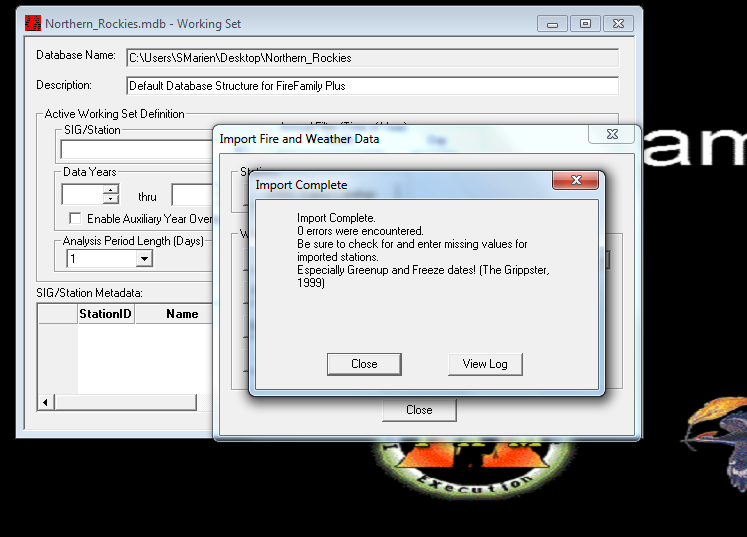 Northern_Rockies.mdb - Working Set
Database Name: C:\Users\SMarien\Desktop\Northern_Rockies
Description: Default Database Structure for FireFamily Plus
Active Working Set Definition
SIG/Station
Import Fire and Weather Data
am
Data Years
Import Complete
thru
Enable Auxiliary Year Over
Analysis Period Length (Days)
1
Import Complete.
0 errors were encountered.
Be sure to check for and enter missing values for
imported stations.
Especially Greenup and Freeze dates! (The Grippster,
1999)
SIG/Station Metadata:
StationID Name
Close View Log
Close
Execution